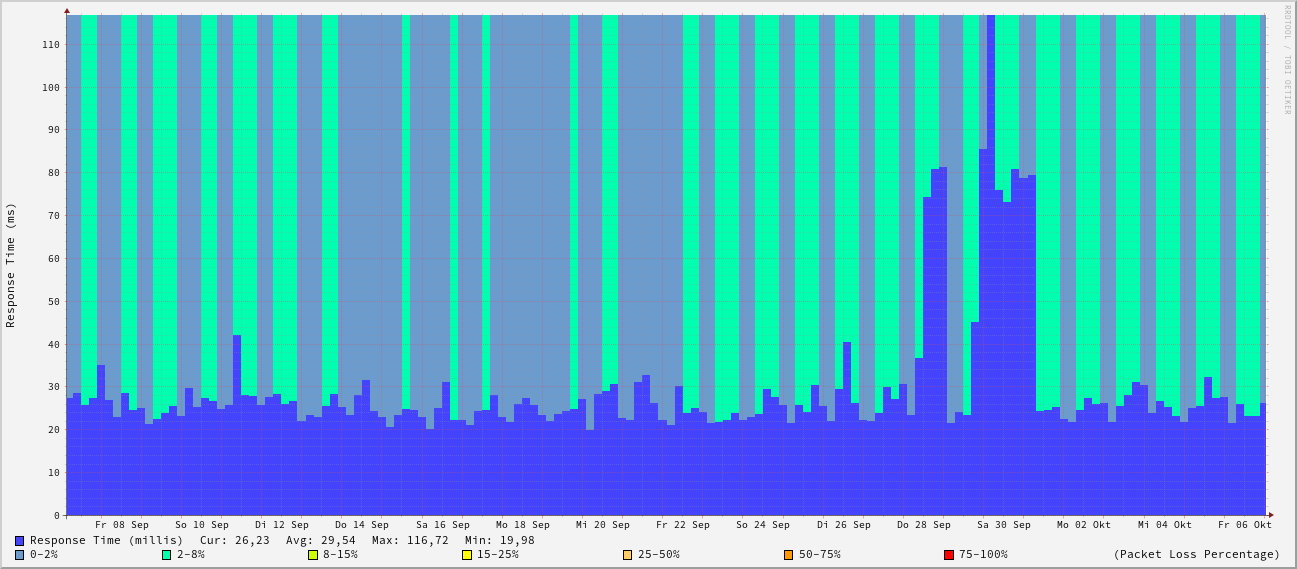 RRDTOOL / TOBI OETIKER
Response Time (ms)
110
100
90
80
70
60
50
40
30
20
10
0
Fr 08 Sep So 10 Sep Di 12 Sep Do 14 Sep Sa 16 Sep Mo 18 Sep Mi 20 Sep Fr 22 Sep So 24 Sep Di 26 Sep Do 28 Sep Sa 30 Sep Mo 02 Okt Mi 04 Okt Fr 06 Okt
Response Time (millis) Cur: 26,23 Avg: 29,54 Max: 116,72 Min: 19,98
0-2% 2-8% 8-15% 15-25% 25-50% 50-75% 75-100% (Packet Loss Percentage)